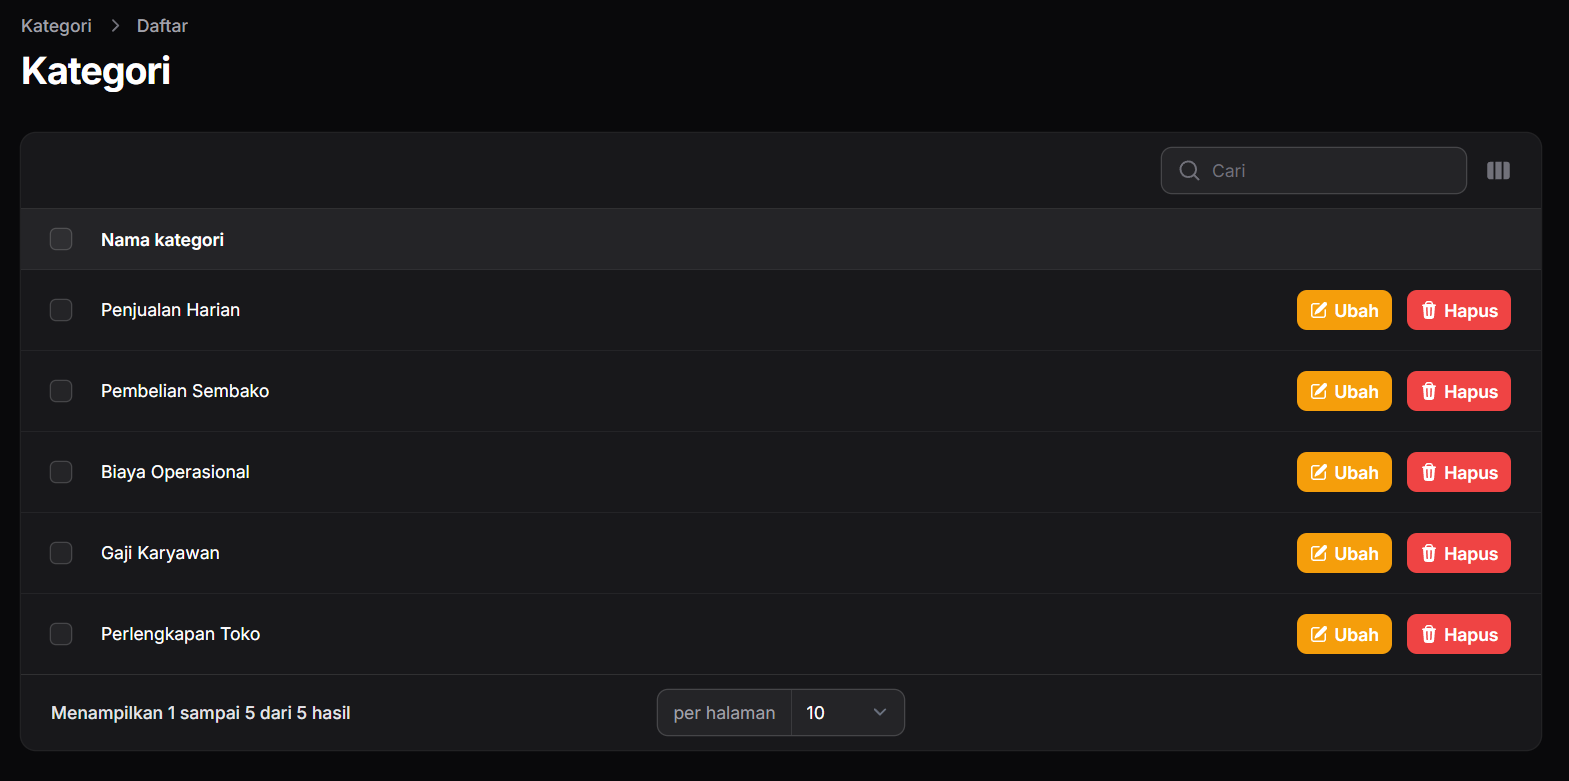 Kategori > Daftar
Kategori
Cari
Nama kategori
Penjualan Harian Ubah Hapus
Pembelian Sembako Ubah Hapus
Biaya Operasional Ubah Hapus
Gaji Karyawan Ubah Hapus
Perlengkapan Toko Ubah Hapus
Menampilkan 1 sampai 5 dari 5 hasil per halaman 10